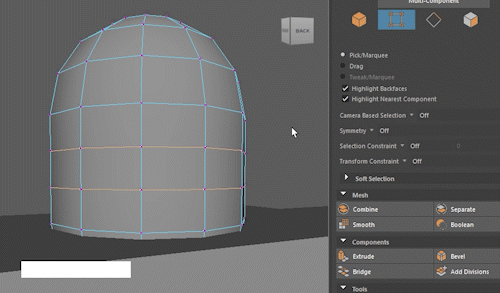 Multi-Component
BACK
Pick/Marquee
Drag
Tweak/Marquee
Highlight Backfaces
Highlight Nearest Component
Camera Based Selection Off
Symmetry Off
Selection Constraint Off
Transform Constraint Off
Soft Selection
Mesh
Combine Separate
Smooth Boolean
Components
Extrude Bevel
Bridge Add Divisions
Tools